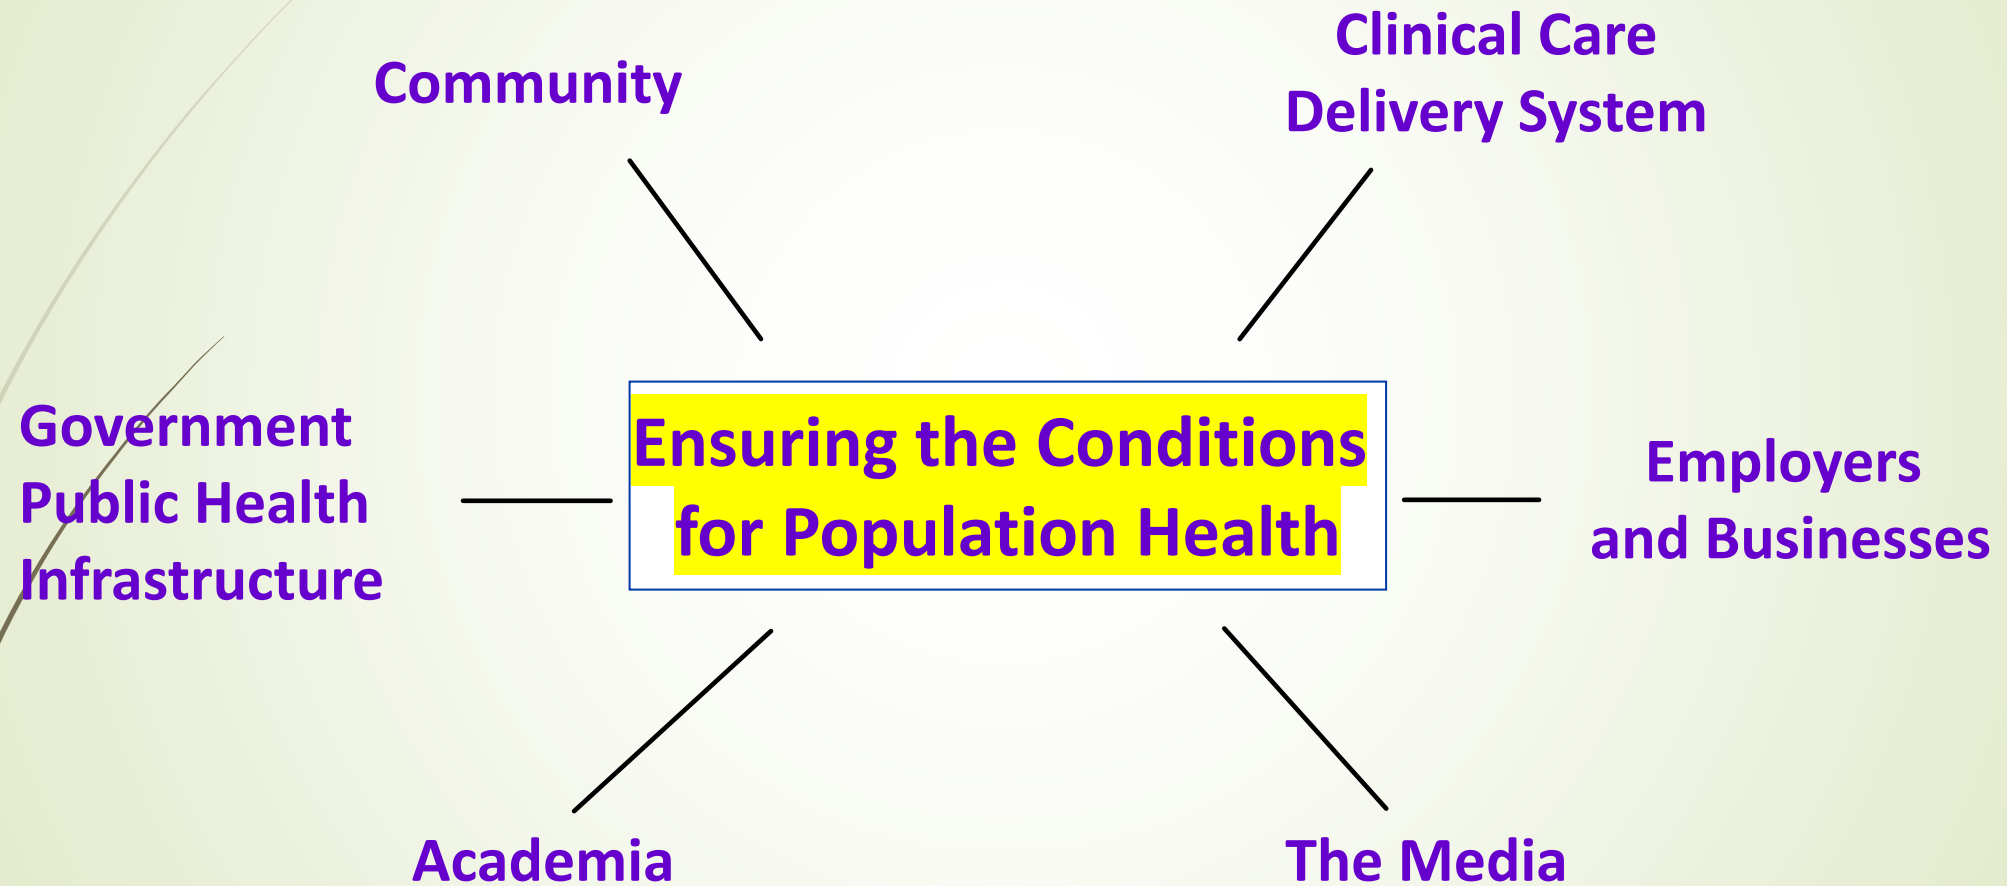 Community
Clinical Care
Delivery System
Government
Public Health
Infrastructure
Ensuring the Conditions
for Population Health
Employers
and Businesses
Academia
The Media